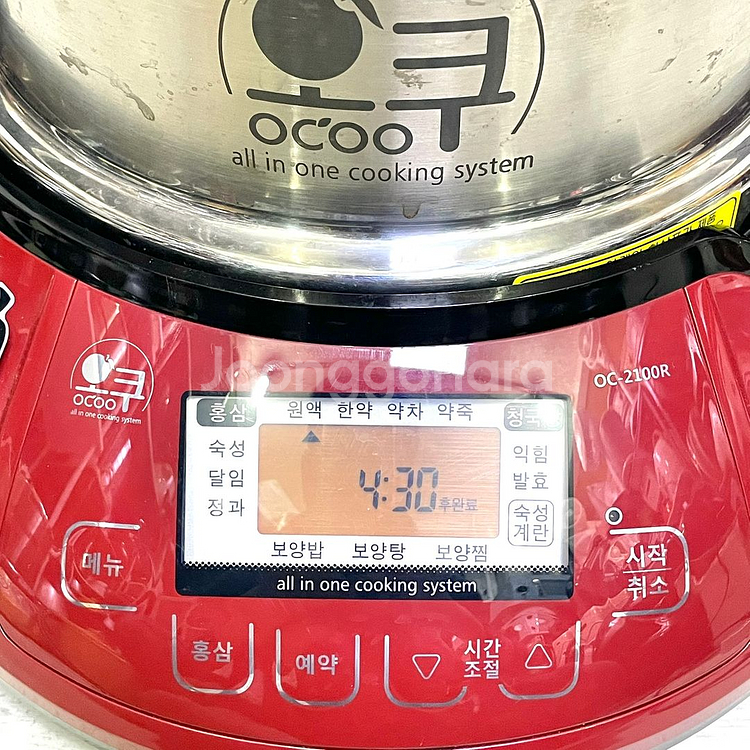 오쿠
OCOO
all in one cooking system
Joonggonara
OC-2100R
오쿠
OCOO
all in one cooking system
홍삼 원액 한약 약차 약죽 청국
숙성
달임
정과
익힘
발효
숙성
계란
4:30 후완료
보양밥 보양탕 보양찜
all in one cooking system
메뉴
시작
취소
홍삼
예약
시간
조절